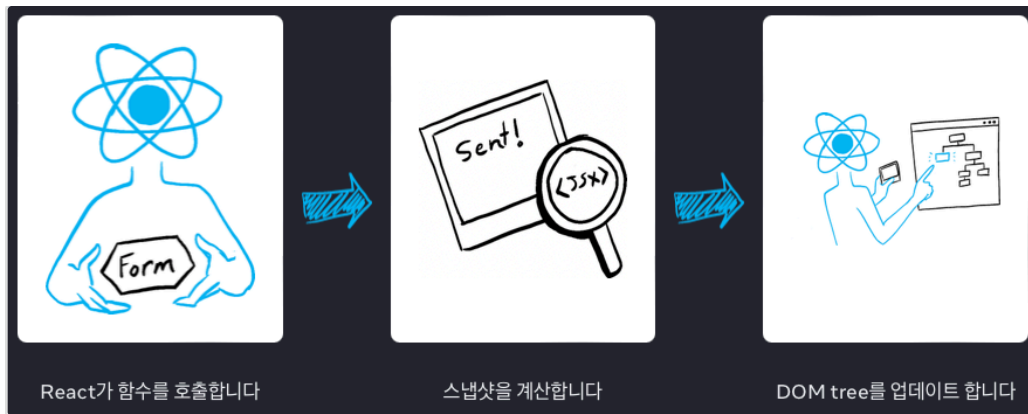 Form
Sent!
<JSX>
React가 함수를 호출합니다
스냅샷을 계산합니다
DOM tree를 업데이트 합니다